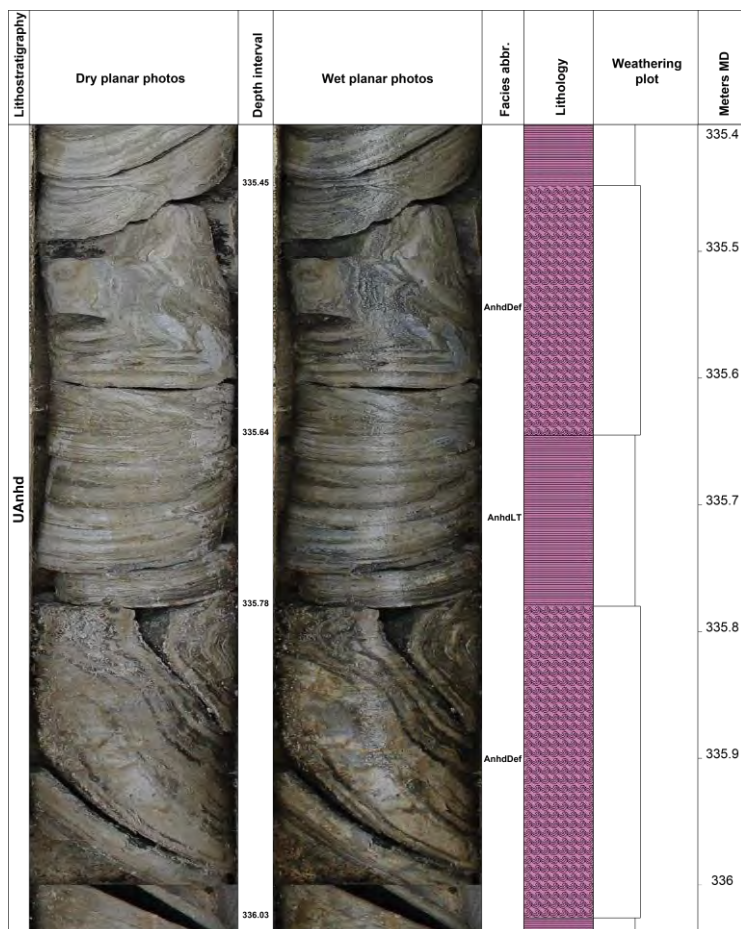 Lithostratigraphy
Dry planar photos
Depth interval
Wet planar photos
Facies abbr.
Lithology
Weathering
plot
Meters MD
335.4
335.45
335.5
AnhdDef
335.6
335.64
UAnhd
AnhdLT
335.7
335.78
335.8
AnhdDef
335.9
336
336.03